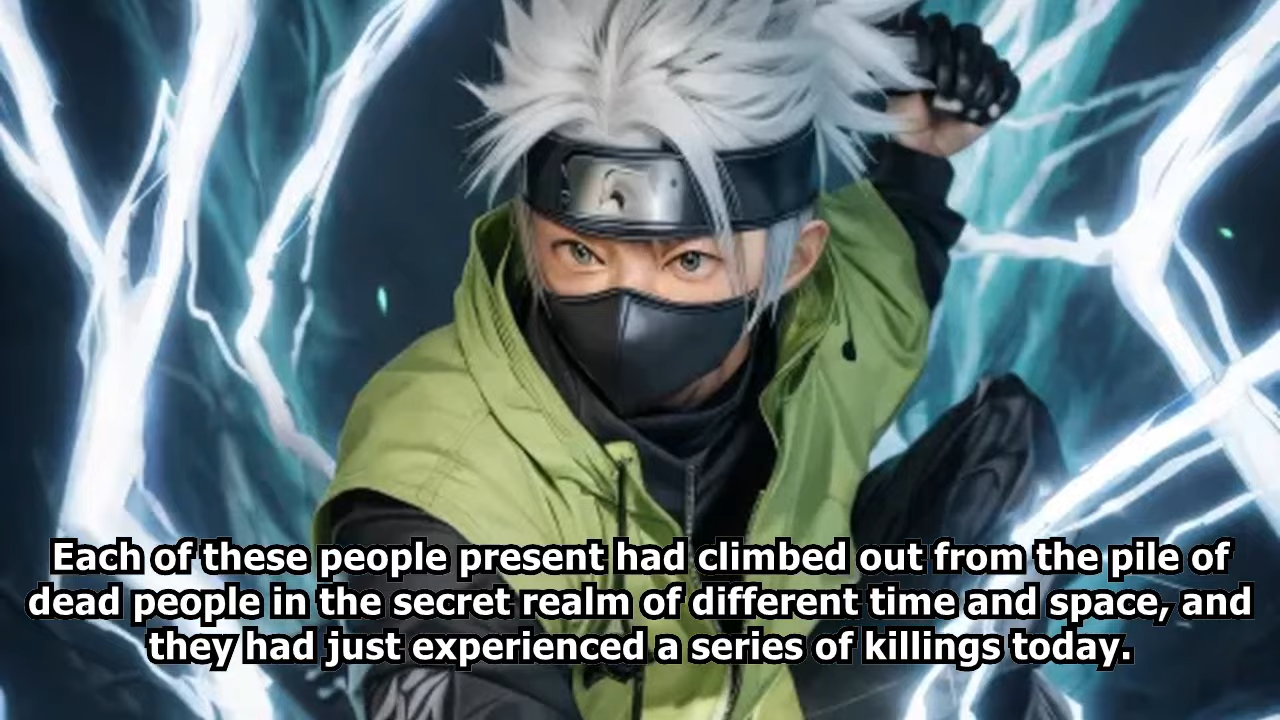 Each of these people present had climbed out from the pile of
dead people in the secret realm of different time and space, and
they had just experienced a series of killings today.